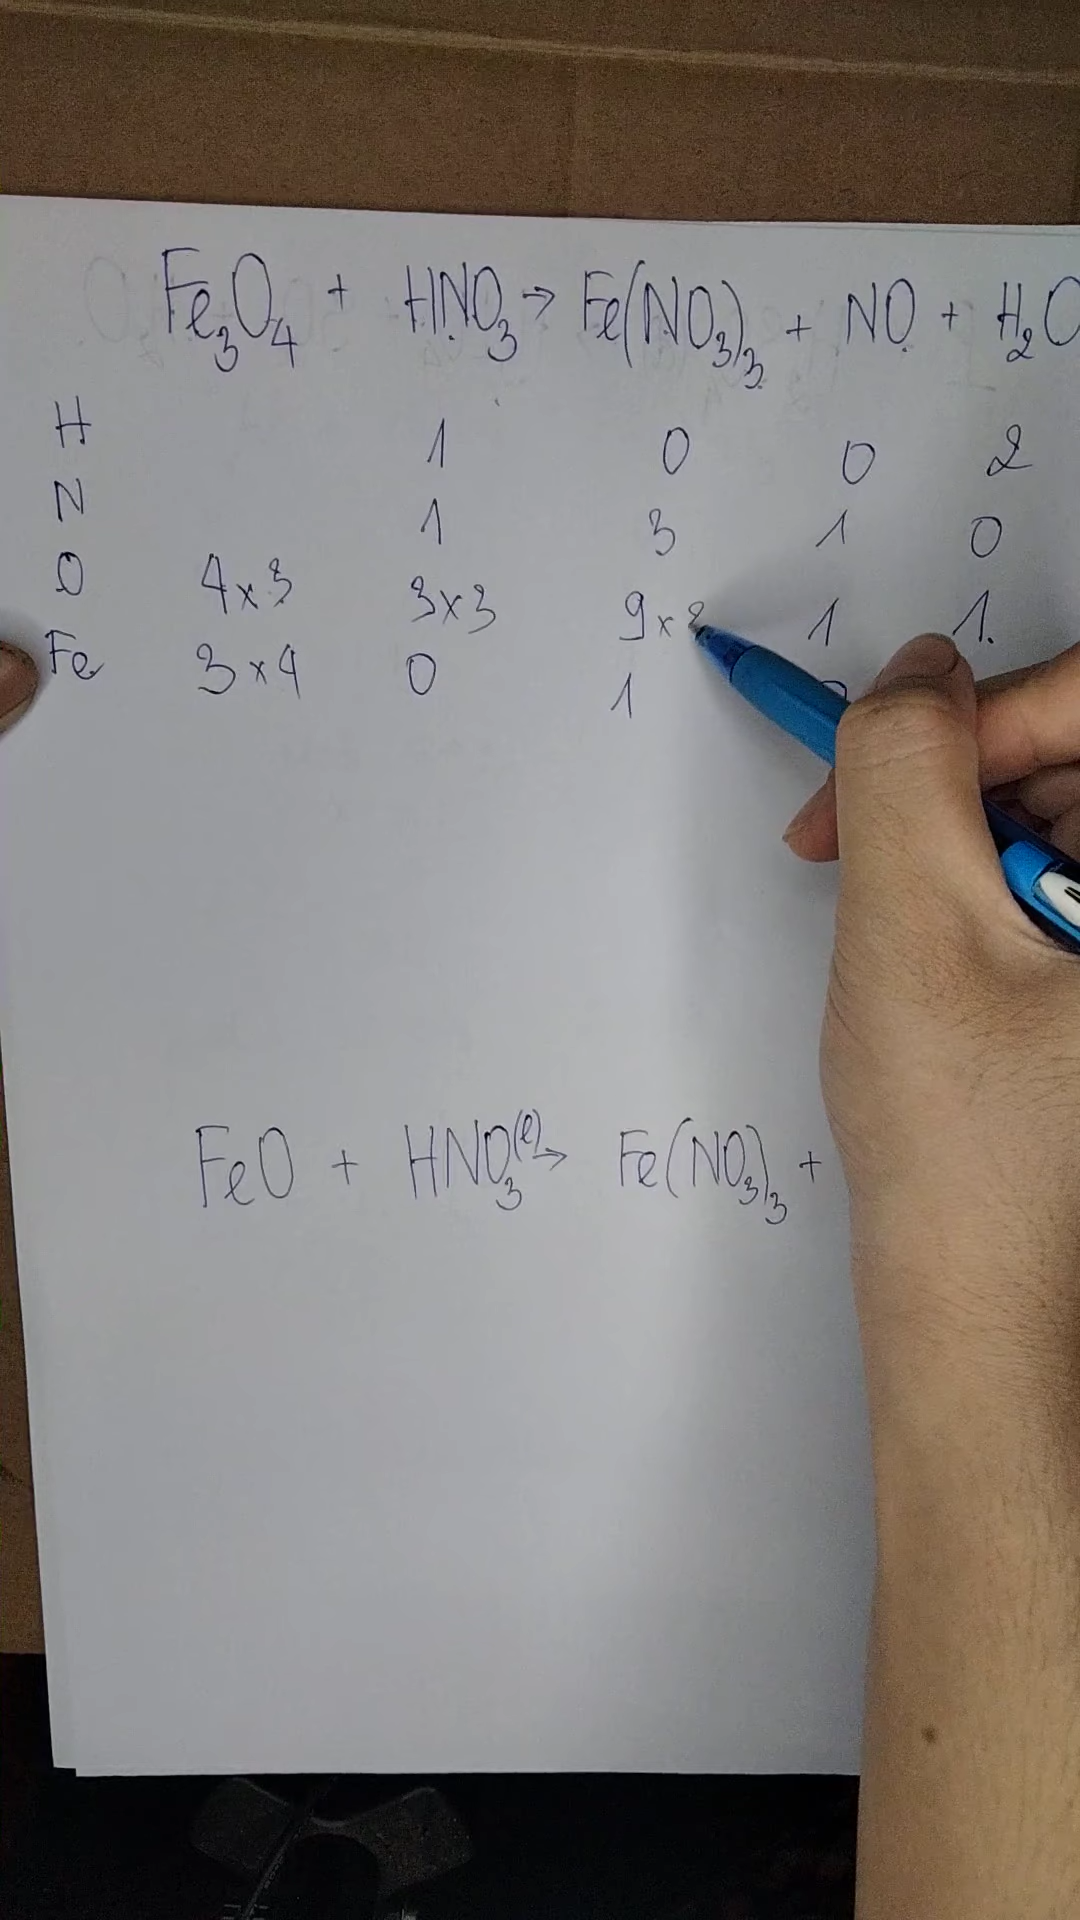 Fe₃O₄ + HNO₃ → Fe(NO₃)₃ + NO + H₂O
H 1 0 0 2
N 1 3 1 0
O 4x3 3x3 9x3 1 1.
Fe 3x4 0 1
FeO + HNO₃(l) → Fe(NO₃)₃ +